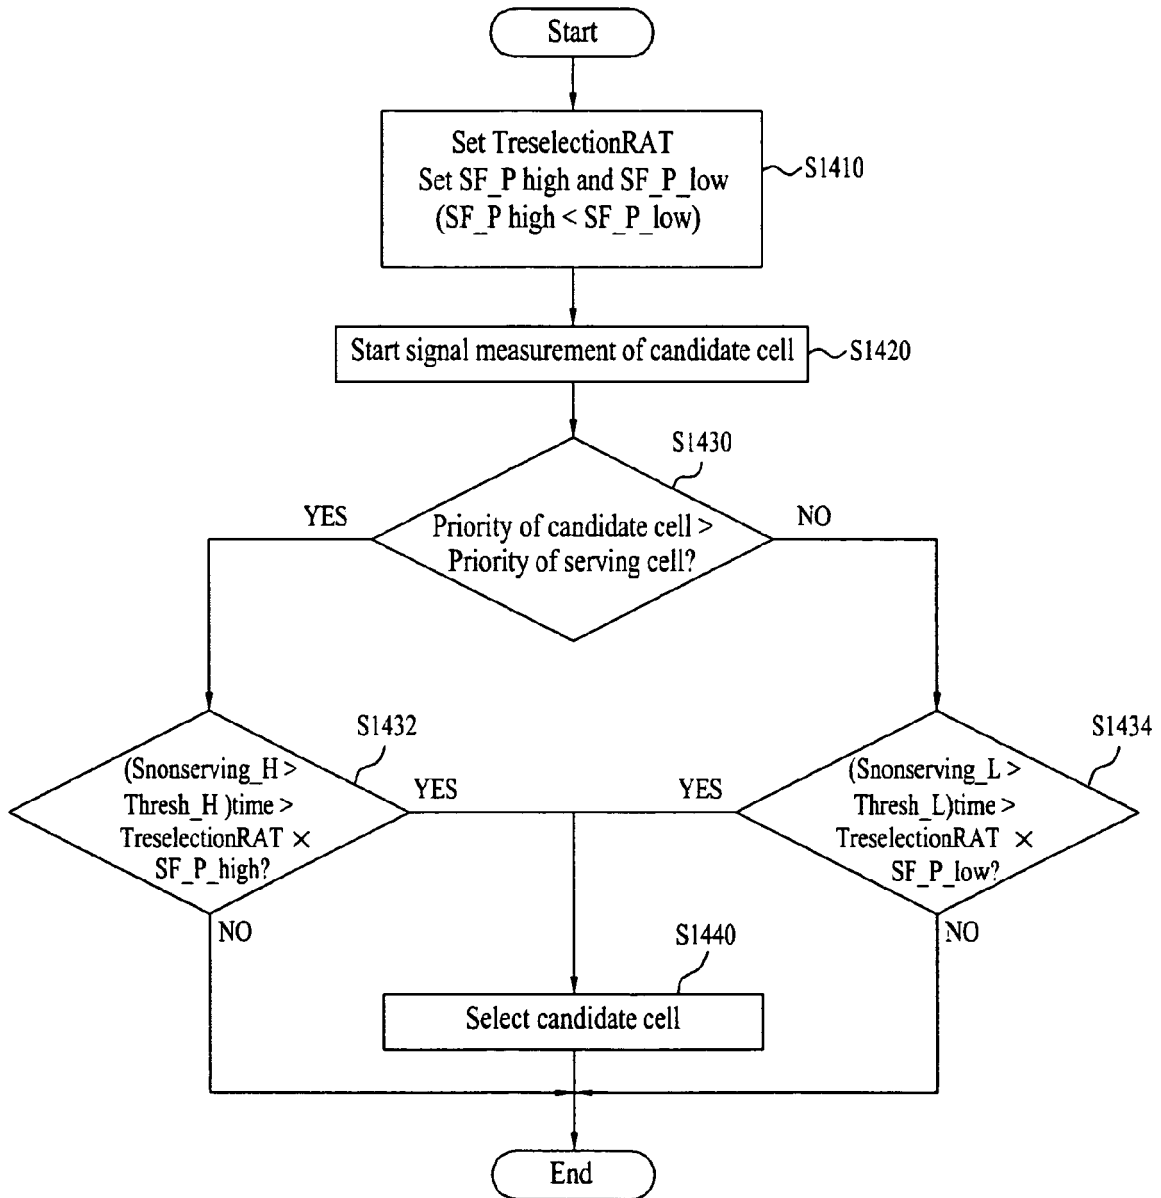 Start
Set TreselectionRAT
Set SF_P high and SF_P_low
(SF_P high < SF_P_low)
S1410
Start signal measurement of candidate cell
S1420
S1430
YES
NO
Priority of candidate cell >
Priority of serving cell?
S1432
(Snonserving_H >
Thresh_H )time >
TreselectionRAT ×
SF_P_high?
YES
NO
S1434
(Snonserving_L >
Thresh_L)time >
TreselectionRAT ×
SF_P_low?
YES
NO
S1440
Select candidate cell
End